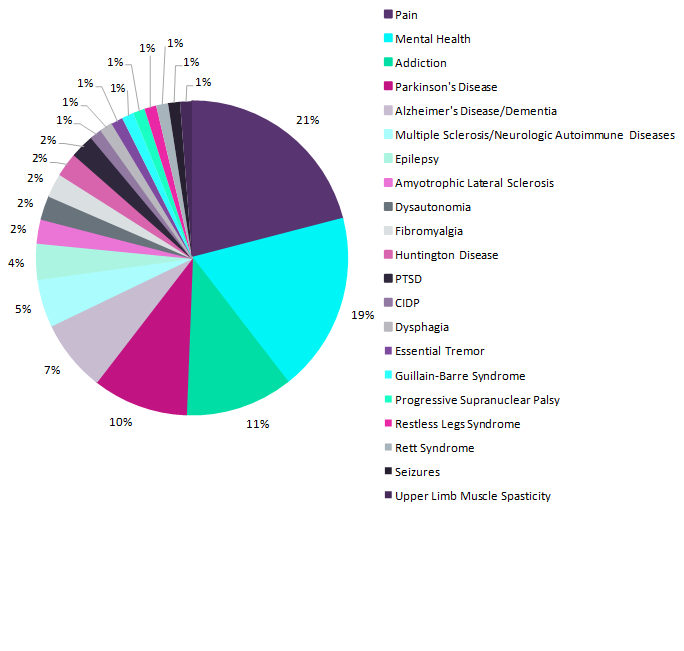 Pain
Mental Health
Addiction
Parkinson's Disease
Alzheimer's Disease/Dementia
Multiple Sclerosis/Neurologic Autoimmune Diseases
Epilepsy
Amyotrophic Lateral Sclerosis
Dysautonomia
Fibromyalgia
Huntington Disease
PTSD
CIDP
Dysphagia
Essential Tremor
Guillain-Barre Syndrome
Progressive Supranuclear Palsy
Restless Legs Syndrome
Rett Syndrome
Seizures
Upper Limb Muscle Spasticity
21%
19%
11%
10%
7%
5%
4%
2%
2%
2%
2%
2%
1%
1%
1%
1%
1%
1%
1%
1%
1%